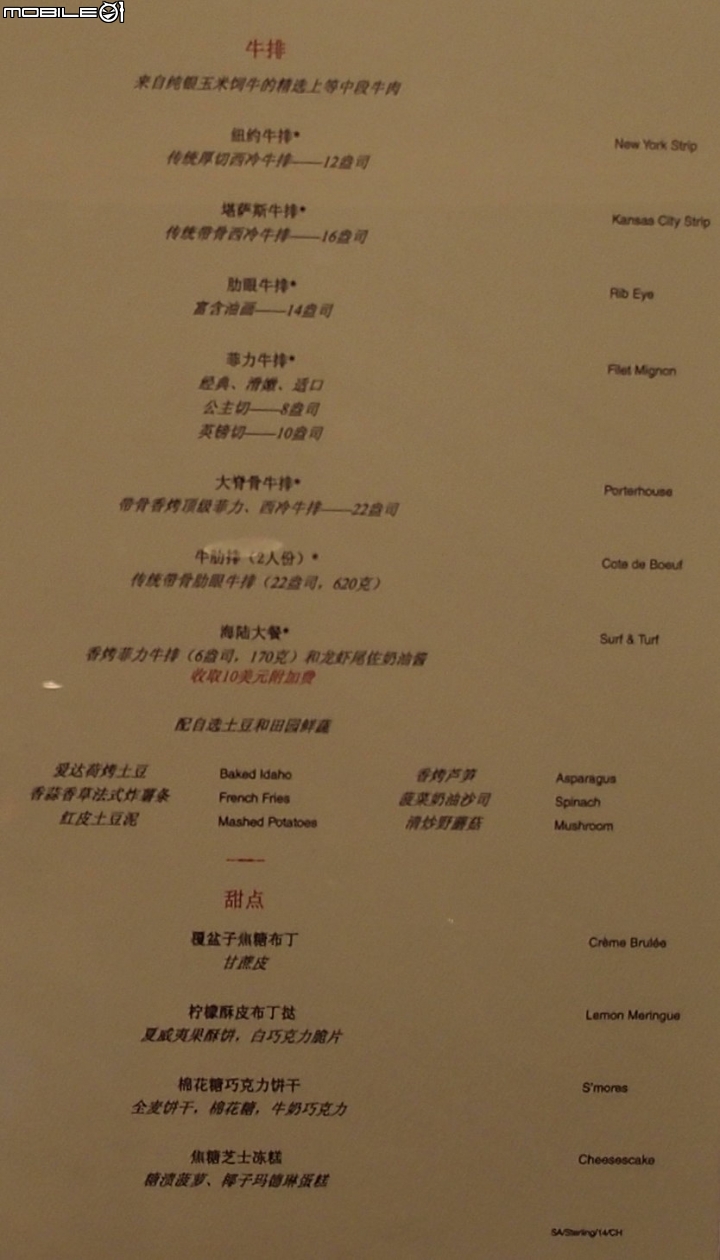 MOBILE01
牛排
来自纯银玉米饲牛的精选上等中段牛肉
纽约牛排* New York Strip
传统厚切西冷牛排——12盎司
堪萨斯牛排* Kansas City Strip
传统带骨西冷牛排——16盎司
肋眼牛排* Rib Eye
富含油画——14盎司
菲力牛排* Filet Mignon
经典、滑嫩、适口
公主切——8盎司
英镑切——10盎司
大脊骨牛排* Porterhouse
带骨香烤顶级菲力、西冷牛排——22盎司
牛肋排（2人份）* Cote de Boeuf
传统带骨肋眼牛排（22盎司，620克）
海陆大餐* Surf & Turf
香烤菲力牛排（6盎司，170克）和龙虾尾佐奶油酱
收取10美元附加费
配自选土豆和田园鲜蔬
爱达荷烤土豆 Baked Idaho 香烤芦笋 Asparagus
香蒜香草法式炸薯条 French Fries 菠菜奶油沙司 Spinach
红皮土豆泥 Mashed Potatoes 清炒野蘑菇 Mushroom
甜点
覆盆子焦糖布丁 Crème Brulée
甘蔗皮
柠檬酥皮布丁挞 Lemon Meringue
夏威夷果酥饼，白巧克力脆片
棉花糖巧克力饼干 S'mores
全麦饼干，棉花糖，牛奶巧克力
焦糖芝士冻糕 Cheesescake
糖渍菠萝、椰子玛德琳蛋糕
SA/Sterling/14/CH